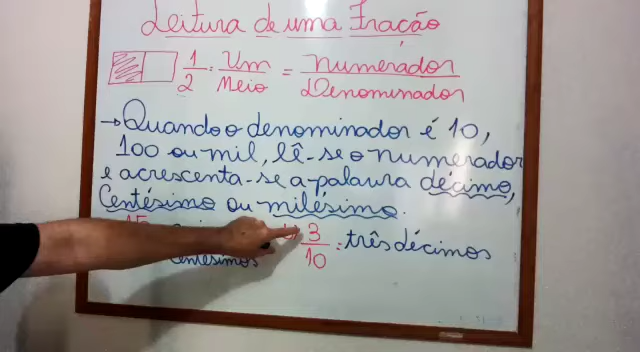 Leitura de uma Fração
1/2 : Um/Meio = Numerador/Denominador
→ Quando o denominador é 10,
100 ou mil, lê-se o numerador
e acrescenta-se a palavra décimo,
Centésimo ou milésimo.
15 3/10 : três décimos
centésimos